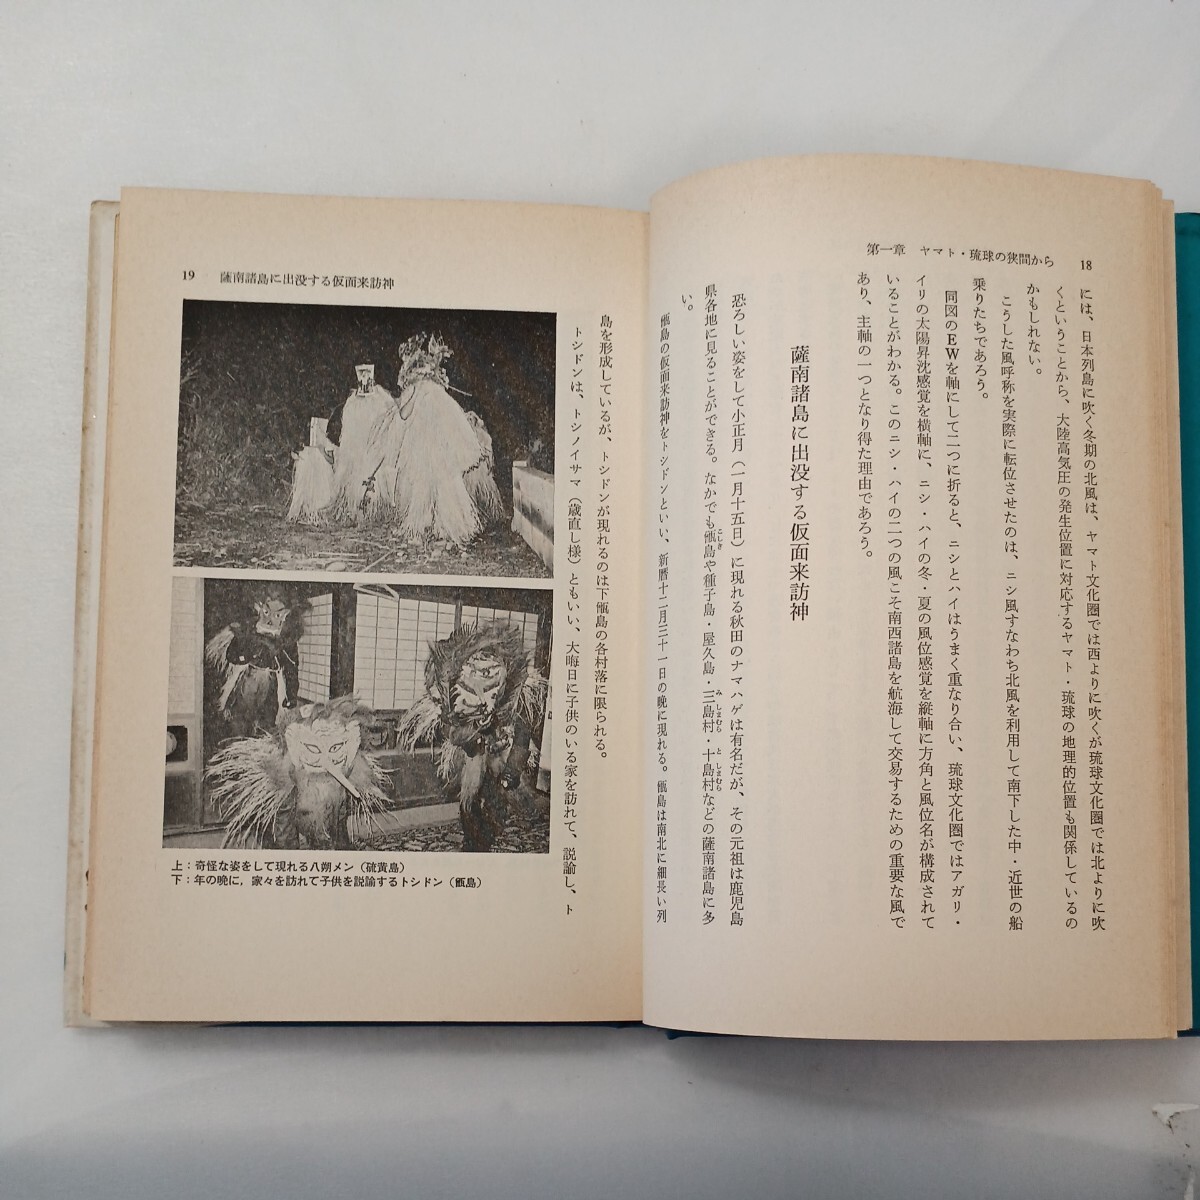 18
第一章 ヤマト・琉球の狭間から
には、日本列島に吹く冬期の北風は、ヤマト文化圏では西よりに吹くが琉球文化圏では北よりに吹
くということから、大陸高気圧の発生位置に対応するヤマト・琉球の地理的位置も関係しているの
かもしれない。
こうした風呼称を実際に転位させたのは、ニシ風すなわち北風を利用して南下した中・近世の船
乗りたちであろう。
同図のEWを軸にして二つに折ると、ニシとハイはうまく重なり合い、琉球文化圏ではアガリ・
イリの太陽昇沈感覚を横軸に、ニシ・ハイの冬・夏の風位感覚を縦軸に方角と風位名が構成されて
いることがわかる。このニシ・ハイの二つの風こそ南西諸島を航海して交易するための重要な風で
あり、主軸の一つとなり得た理由であろう。
薩南諸島に出没する仮面来訪神
恐ろしい姿をして小正月(一月十五日)に現れる秋田のナマハゲは有名だが、その元祖は鹿児島
県各地に見ることができる。なかでも甑島や種子島・屋久島・三島村・十島村などの薩南諸島に多
こしき
みしまむら
としまむら
い。
甑島の仮面来訪神をトシドンといい、新暦十二月三十一日の晩に現れる。甑島は南北に細長い列
19
薩南諸島に出没する仮面来訪神
島を形成しているが、トシドンが現れるのは下甑島の各村落に限られる。
トシドンは、トシノイサマ(歳直し様)ともいい、大晦日に子供のいる家を訪れて、説諭し、ト
上:奇怪な姿をして現れる八朔メン(硫黄島)
下:年の晩に,家々を訪れて子供を説諭するトシドン(甑島)